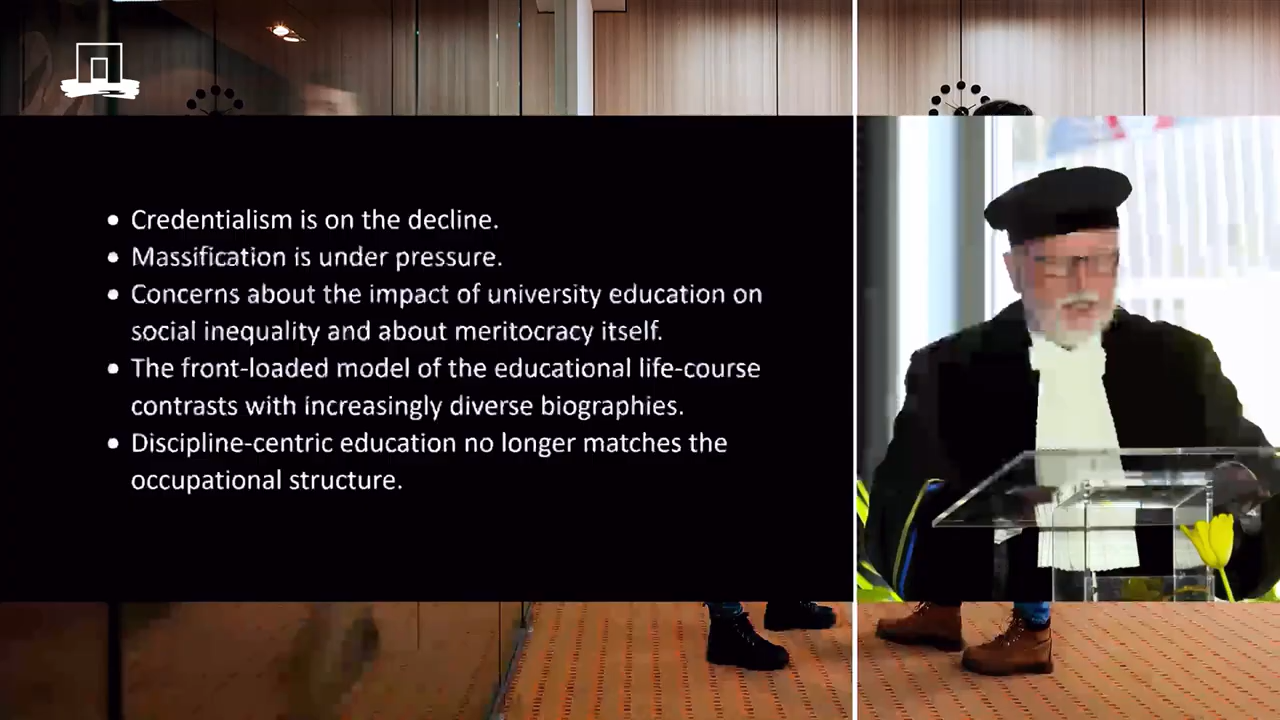 • Credentialism is on the decline.
• Massification is under pressure.
• Concerns about the impact of university education on
social inequality and about meritocracy itself.
• The front-loaded model of the educational life-course
contrasts with increasingly diverse biographies.
• Discipline-centric education no longer matches the
occupational structure.